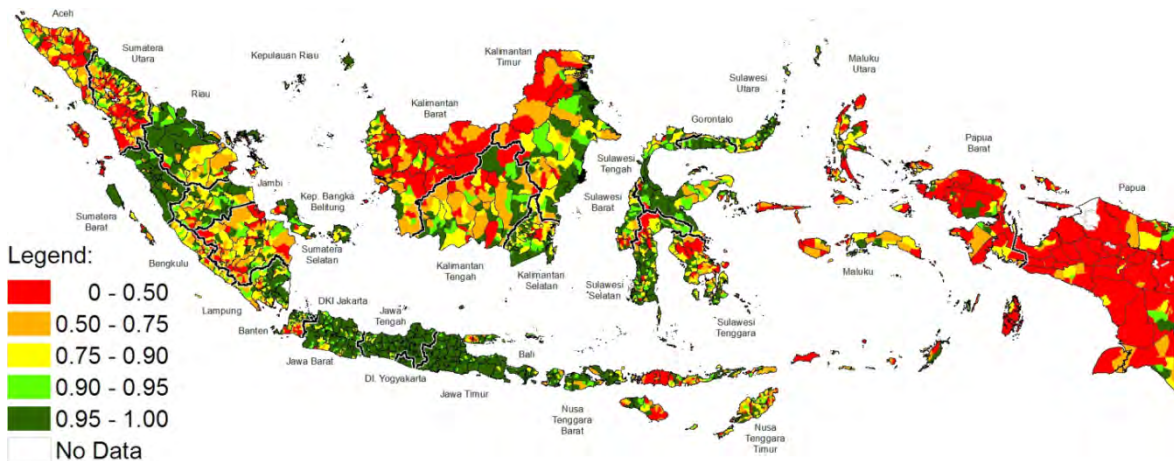 Aceh
Sumatera
Utara
Kepulauan Riau
Riau
Kalimantan
Timur
Sulawesi
Utara
Maluku
Utara
Kalimantan
Barat
Gorontalo
Papua
Barat
Sulawesi
Tengah
Jambi
Kep. Bangka
Belitung
Sulawesi
Barat
Papua
Sumatera
Barat
Sumatera
Selatan
Bengkulu
Kalimantan
Tengah
Kalimantan
Selatan
Maluku
Sulawesi
Selatan
Lampung
DKI Jakarta
Jawa
Tengah
Sulawesi
Tenggara
Banten
Jawa Barat
Bali
DI. Yogyakarta
Jawa Timur
Nusa
Tenggara
Barat
Nusa
Tenggara
Timur
Legend:
0 - 0.50
0.50 - 0.75
0.75 - 0.90
0.90 - 0.95
0.95 - 1.00
No Data